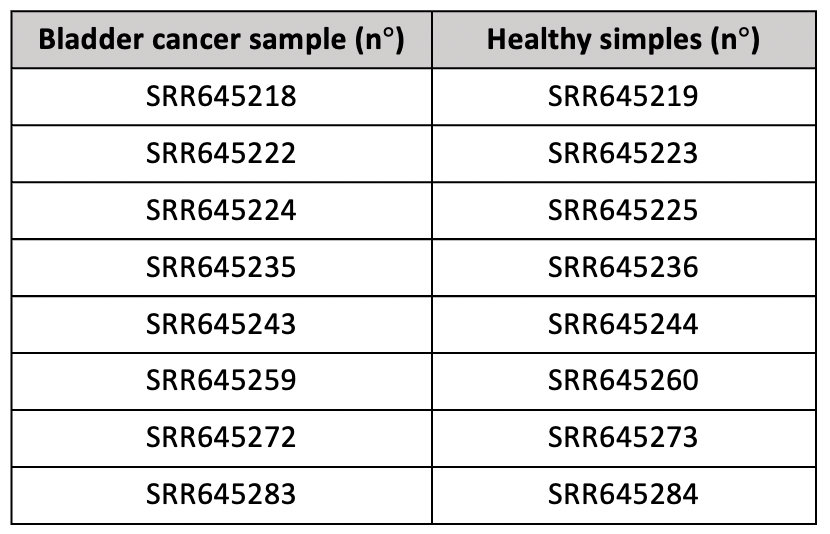 Bladder cancer sample (n°) Healthy simples (n°)
SRR645218 SRR645219
SRR645222 SRR645223
SRR645224 SRR645225
SRR645235 SRR645236
SRR645243 SRR645244
SRR645259 SRR645260
SRR645272 SRR645273
SRR645283 SRR645284